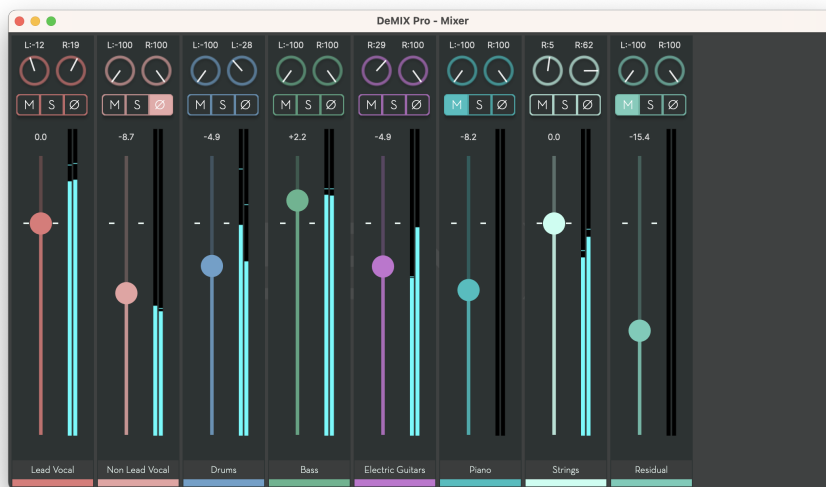 DeMIX Pro - Mixer
L:-12 R:19 L:-100 R:100 L:-100 L:-28 L:-100 R:100 R:29 R:100 L:-100 R:100 R:5 R:62 L:-100 R:100
M S Ø M S Ø M S Ø M S Ø M S Ø M S Ø M S Ø M S Ø
0.0 -8.7 -4.9 +2.2 -4.9 -8.2 0.0 -15.4
Lead Vocal Non Lead Vocal Drums Bass Electric Guitars Piano Strings Residual